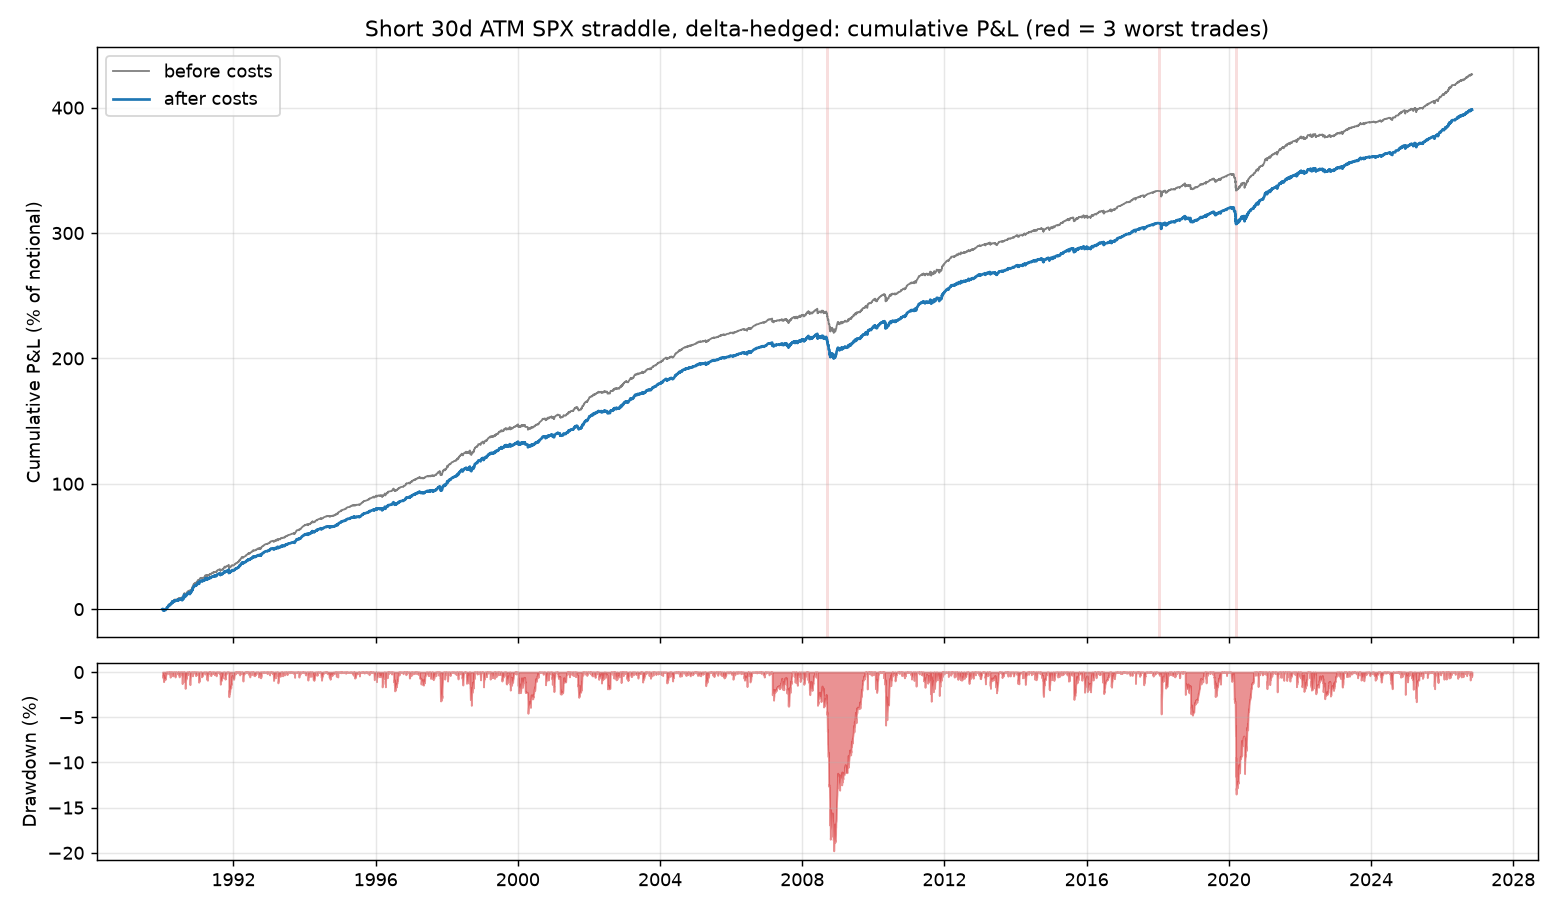 Short 30d ATM SPX straddle, delta-hedged: cumulative P&L (red = 3 worst trades)
before costs
after costs
Cumulative P&L (% of notional)
400
300
200
100
0
Drawdown (%)
0
−5
−10
−15
−20
1992 1996 2000 2004 2008 2012 2016 2020 2024 2028